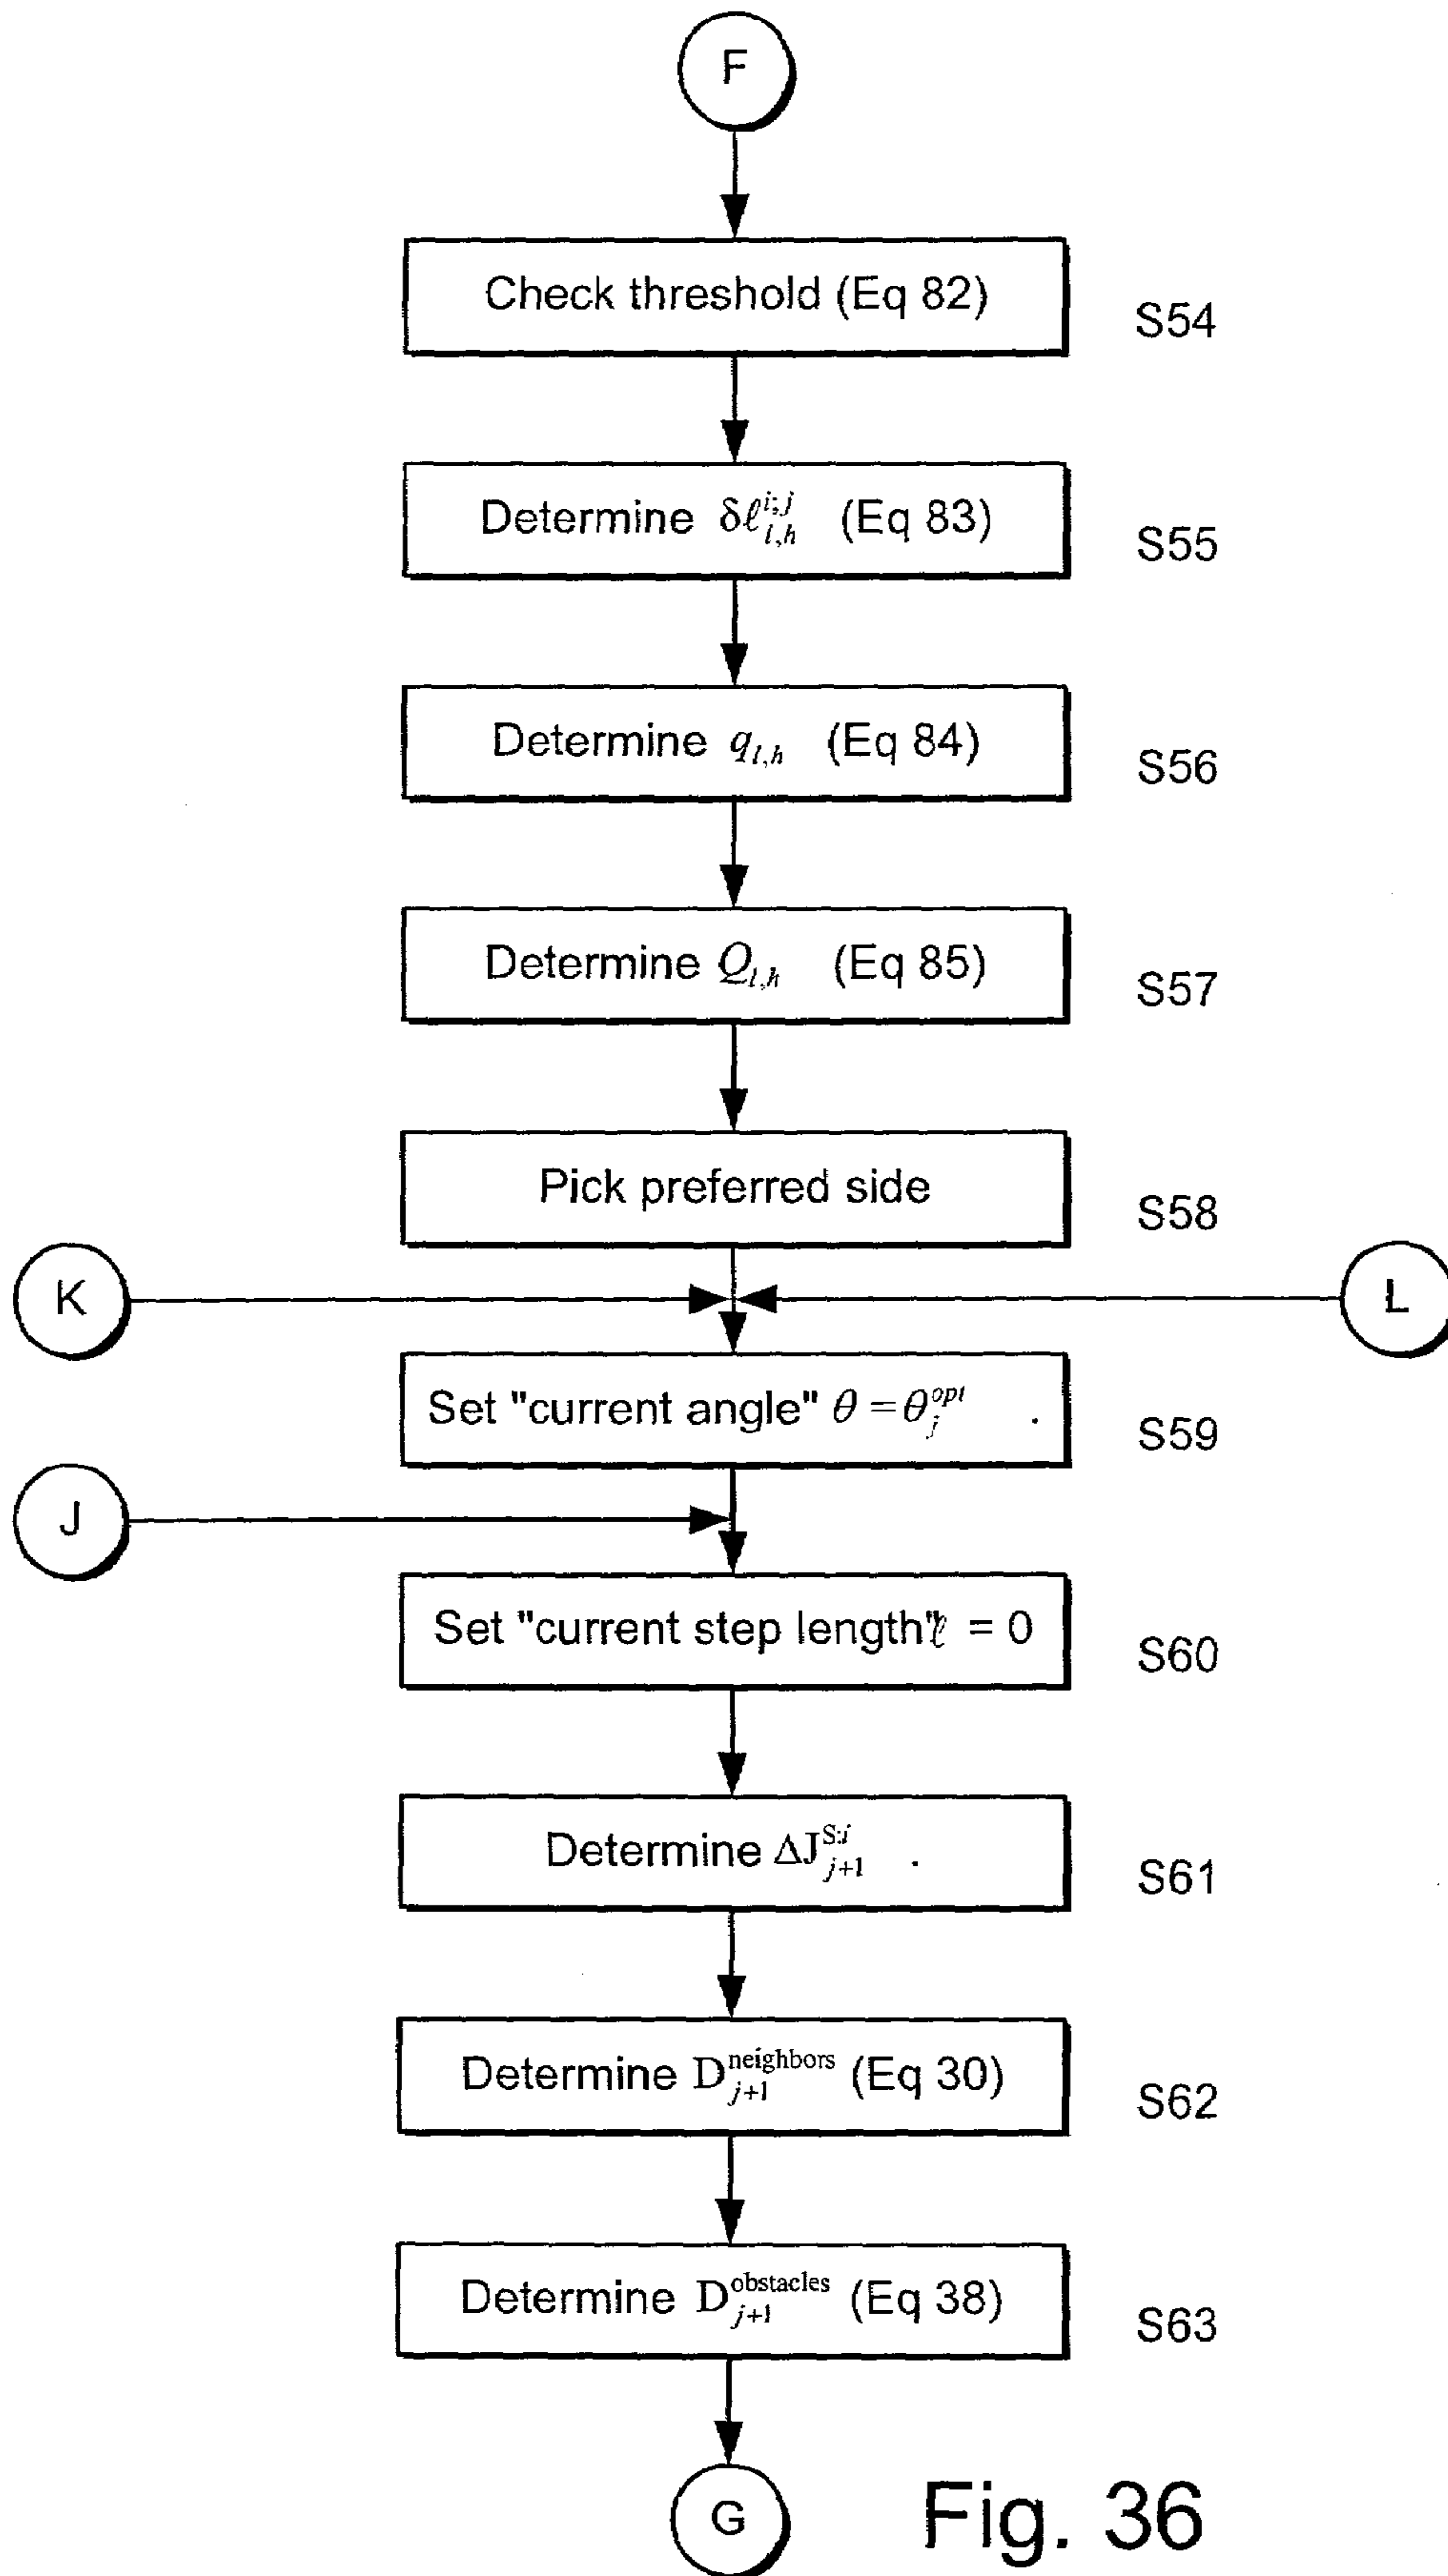 F
Check threshold (Eq 82)
S54
Determine δℓ^{i;j}_{l,h} (Eq 83)
S55
Determine q_{l,h} (Eq 84)
S56
Determine Q_{l,h} (Eq 85)
S57
Pick preferred side
S58
K
L
Set "current angle" θ = θ_j^{opt} .
S59
J
Set "current step length" ℓ = 0
S60
Determine ΔJ^{S:i}_{j+1} .
S61
Determine D^{neighbors}_{j+1} (Eq 30)
S62
Determine D^{obstacles}_{j+1} (Eq 38)
S63
G
Fig. 36